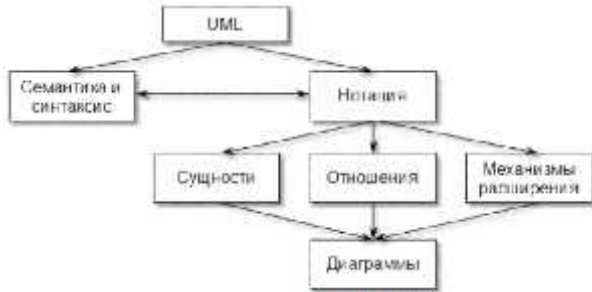 UML
Семантика и
синтаксис
Нотация
Сущности
Отношения
Механизмы
расширения
Диаграммы